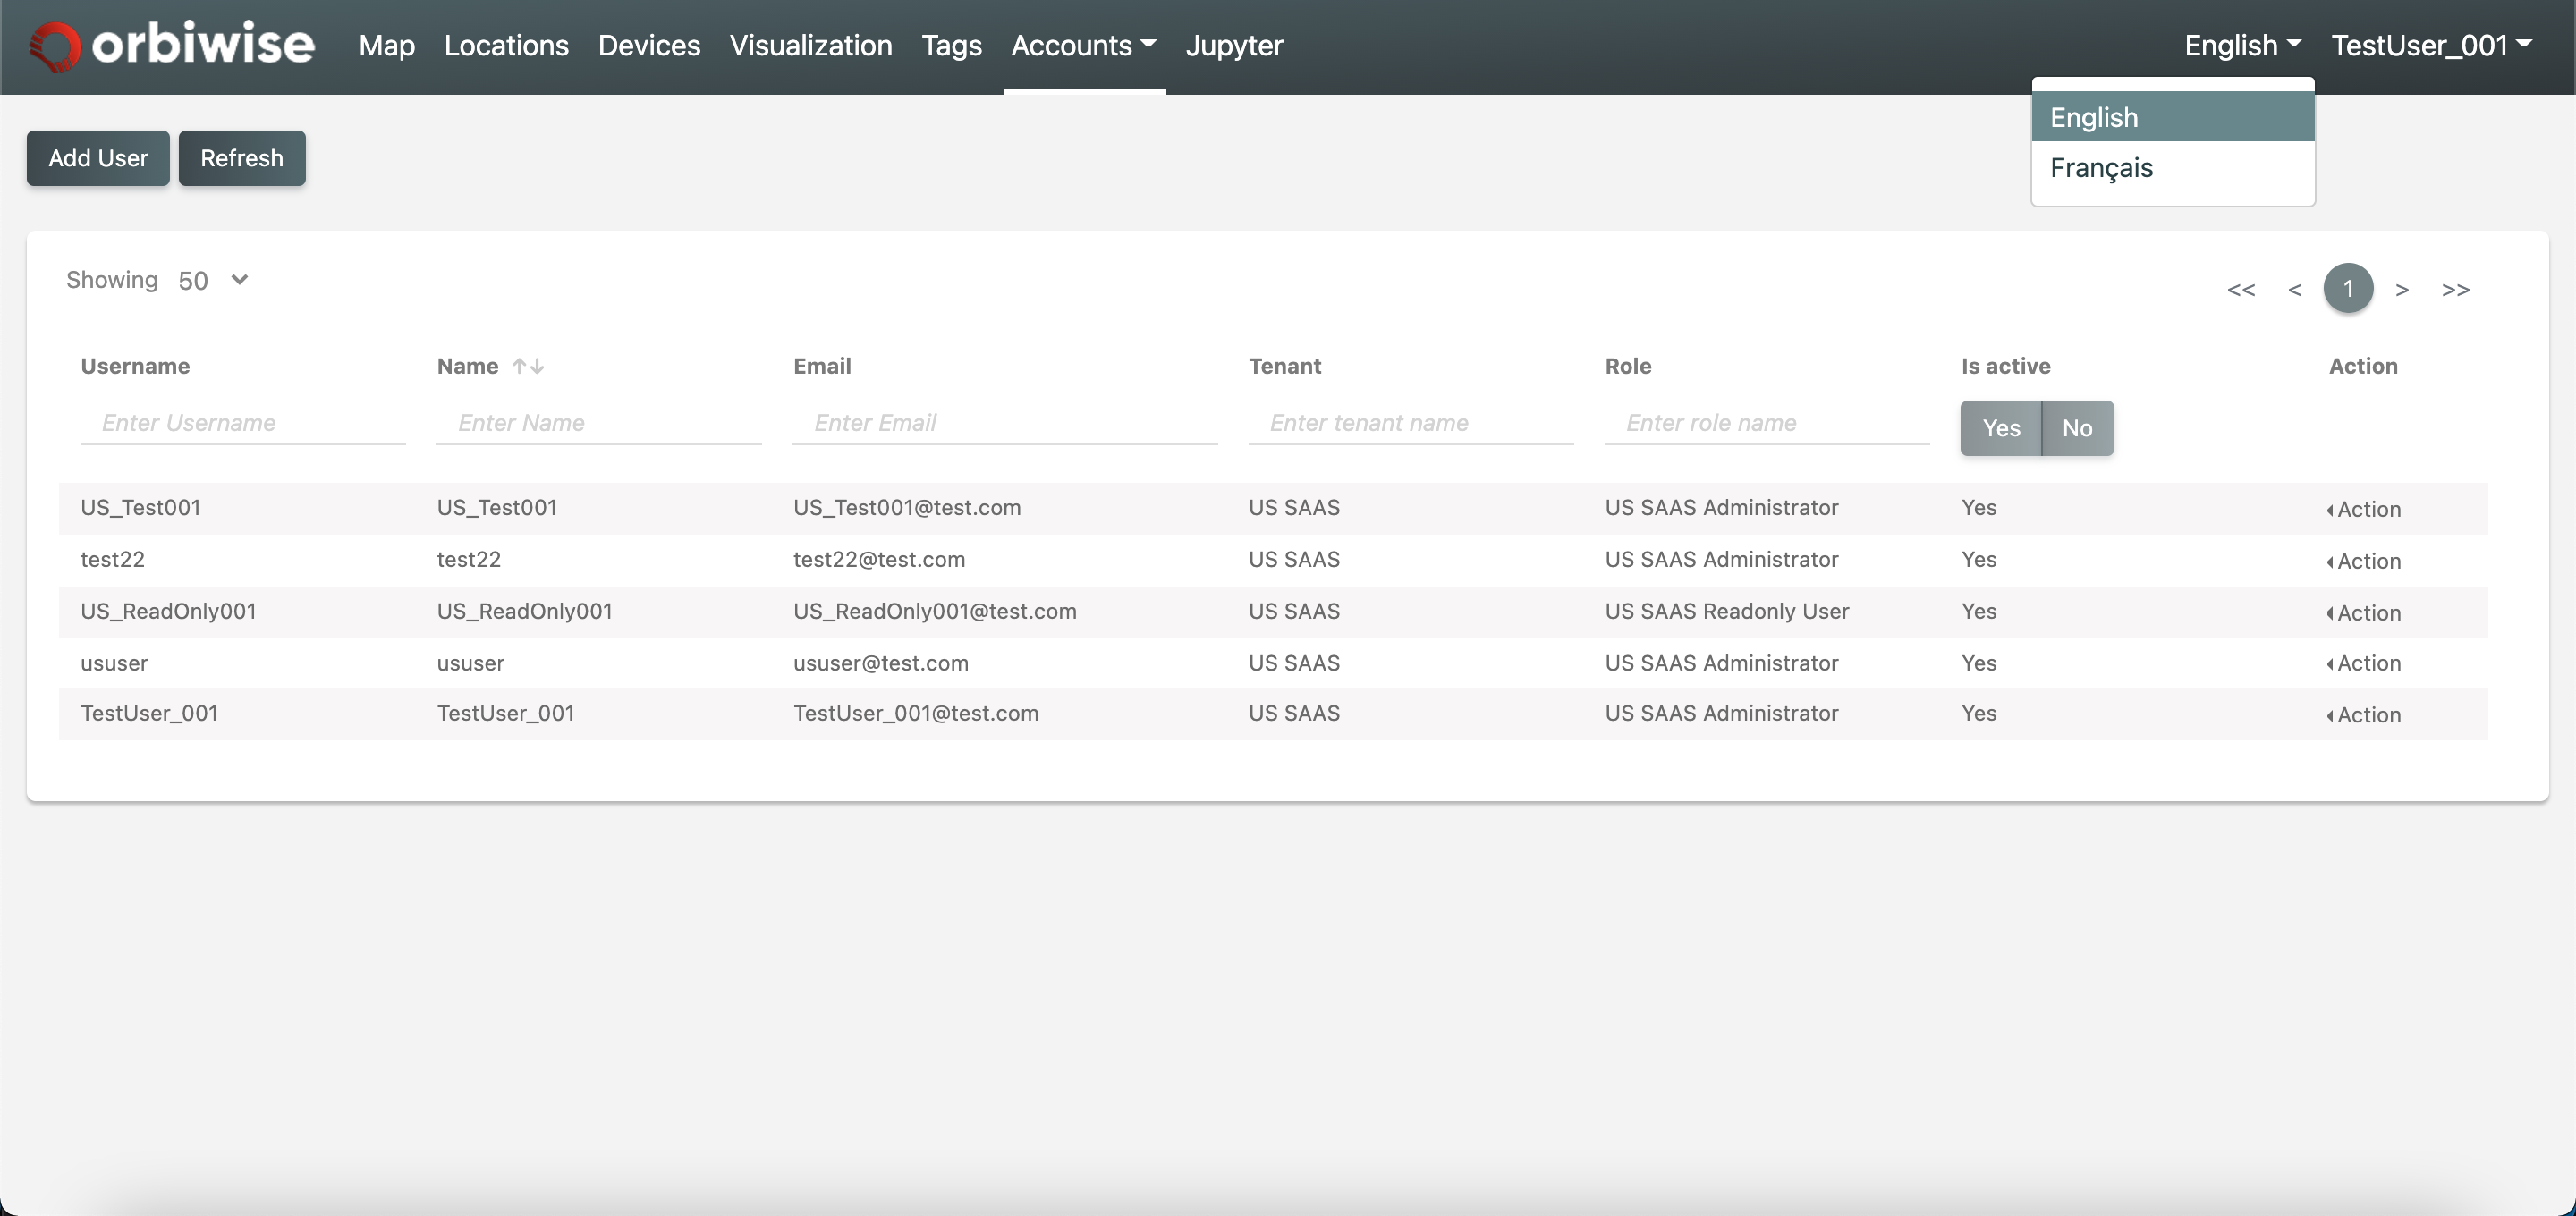 orbiwise Map Locations Devices Visualization Tags Accounts Jupyter English TestUser_001
English
Français
Add User Refresh
Showing 50 << < 1 > >>
Username Name Email Tenant Role Is active Action
Enter Username Enter Name Enter Email Enter tenant name Enter role name Yes No
US_Test001 US_Test001 US_Test001@test.com US SAAS US SAAS Administrator Yes Action
test22 test22 test22@test.com US SAAS US SAAS Administrator Yes Action
US_ReadOnly001 US_ReadOnly001 US_ReadOnly001@test.com US SAAS US SAAS Readonly User Yes Action
ususer ususer ususer@test.com US SAAS US SAAS Administrator Yes Action
TestUser_001 TestUser_001 TestUser_001@test.com US SAAS US SAAS Administrator Yes Action